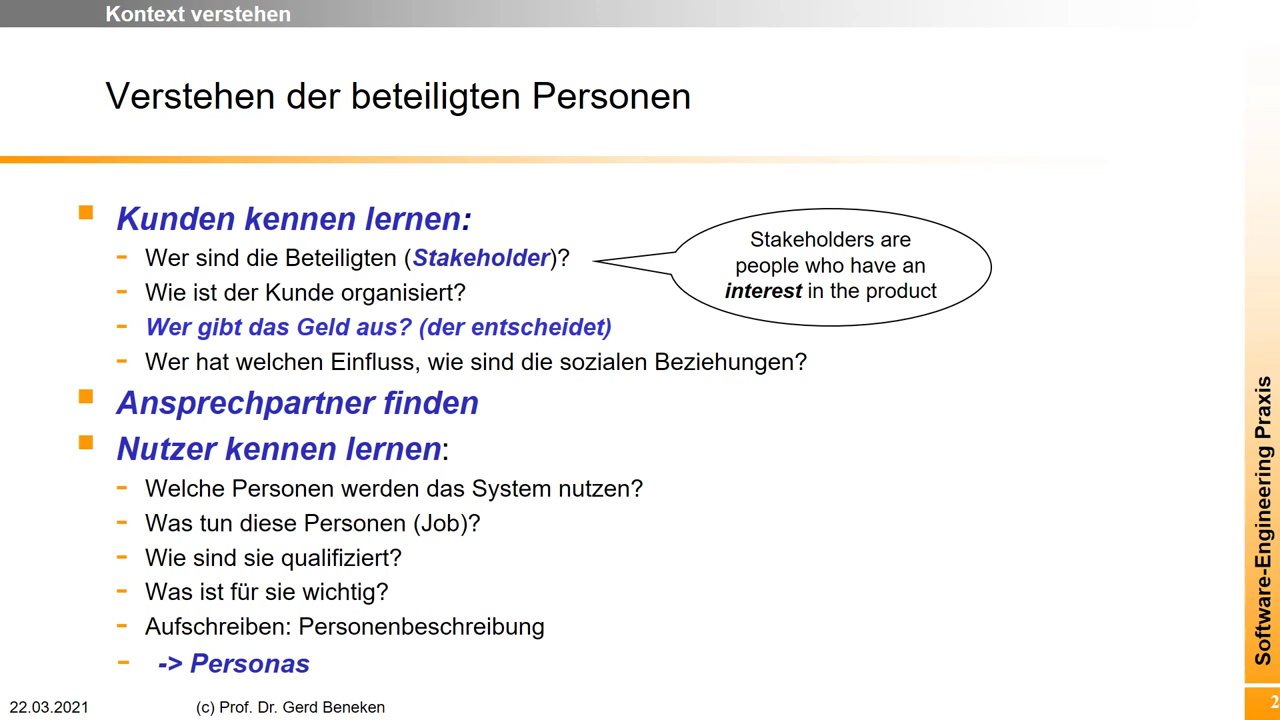 Kontext verstehen
Verstehen der beteiligten Personen
Kunden kennen lernen:
- Wer sind die Beteiligten (Stakeholder)?
- Wie ist der Kunde organisiert?
- Wer gibt das Geld aus? (der entscheidet)
- Wer hat welchen Einfluss, wie sind die sozialen Beziehungen?
Stakeholders are
people who have an
interest in the product
Ansprechpartner finden
Nutzer kennen lernen:
- Welche Personen werden das System nutzen?
- Was tun diese Personen (Job)?
- Wie sind sie qualifiziert?
- Was ist für sie wichtig?
- Aufschreiben: Personenbeschreibung
- -> Personas
Software-Engineering Praxis
22.03.2021
(c) Prof. Dr. Gerd Beneken
2